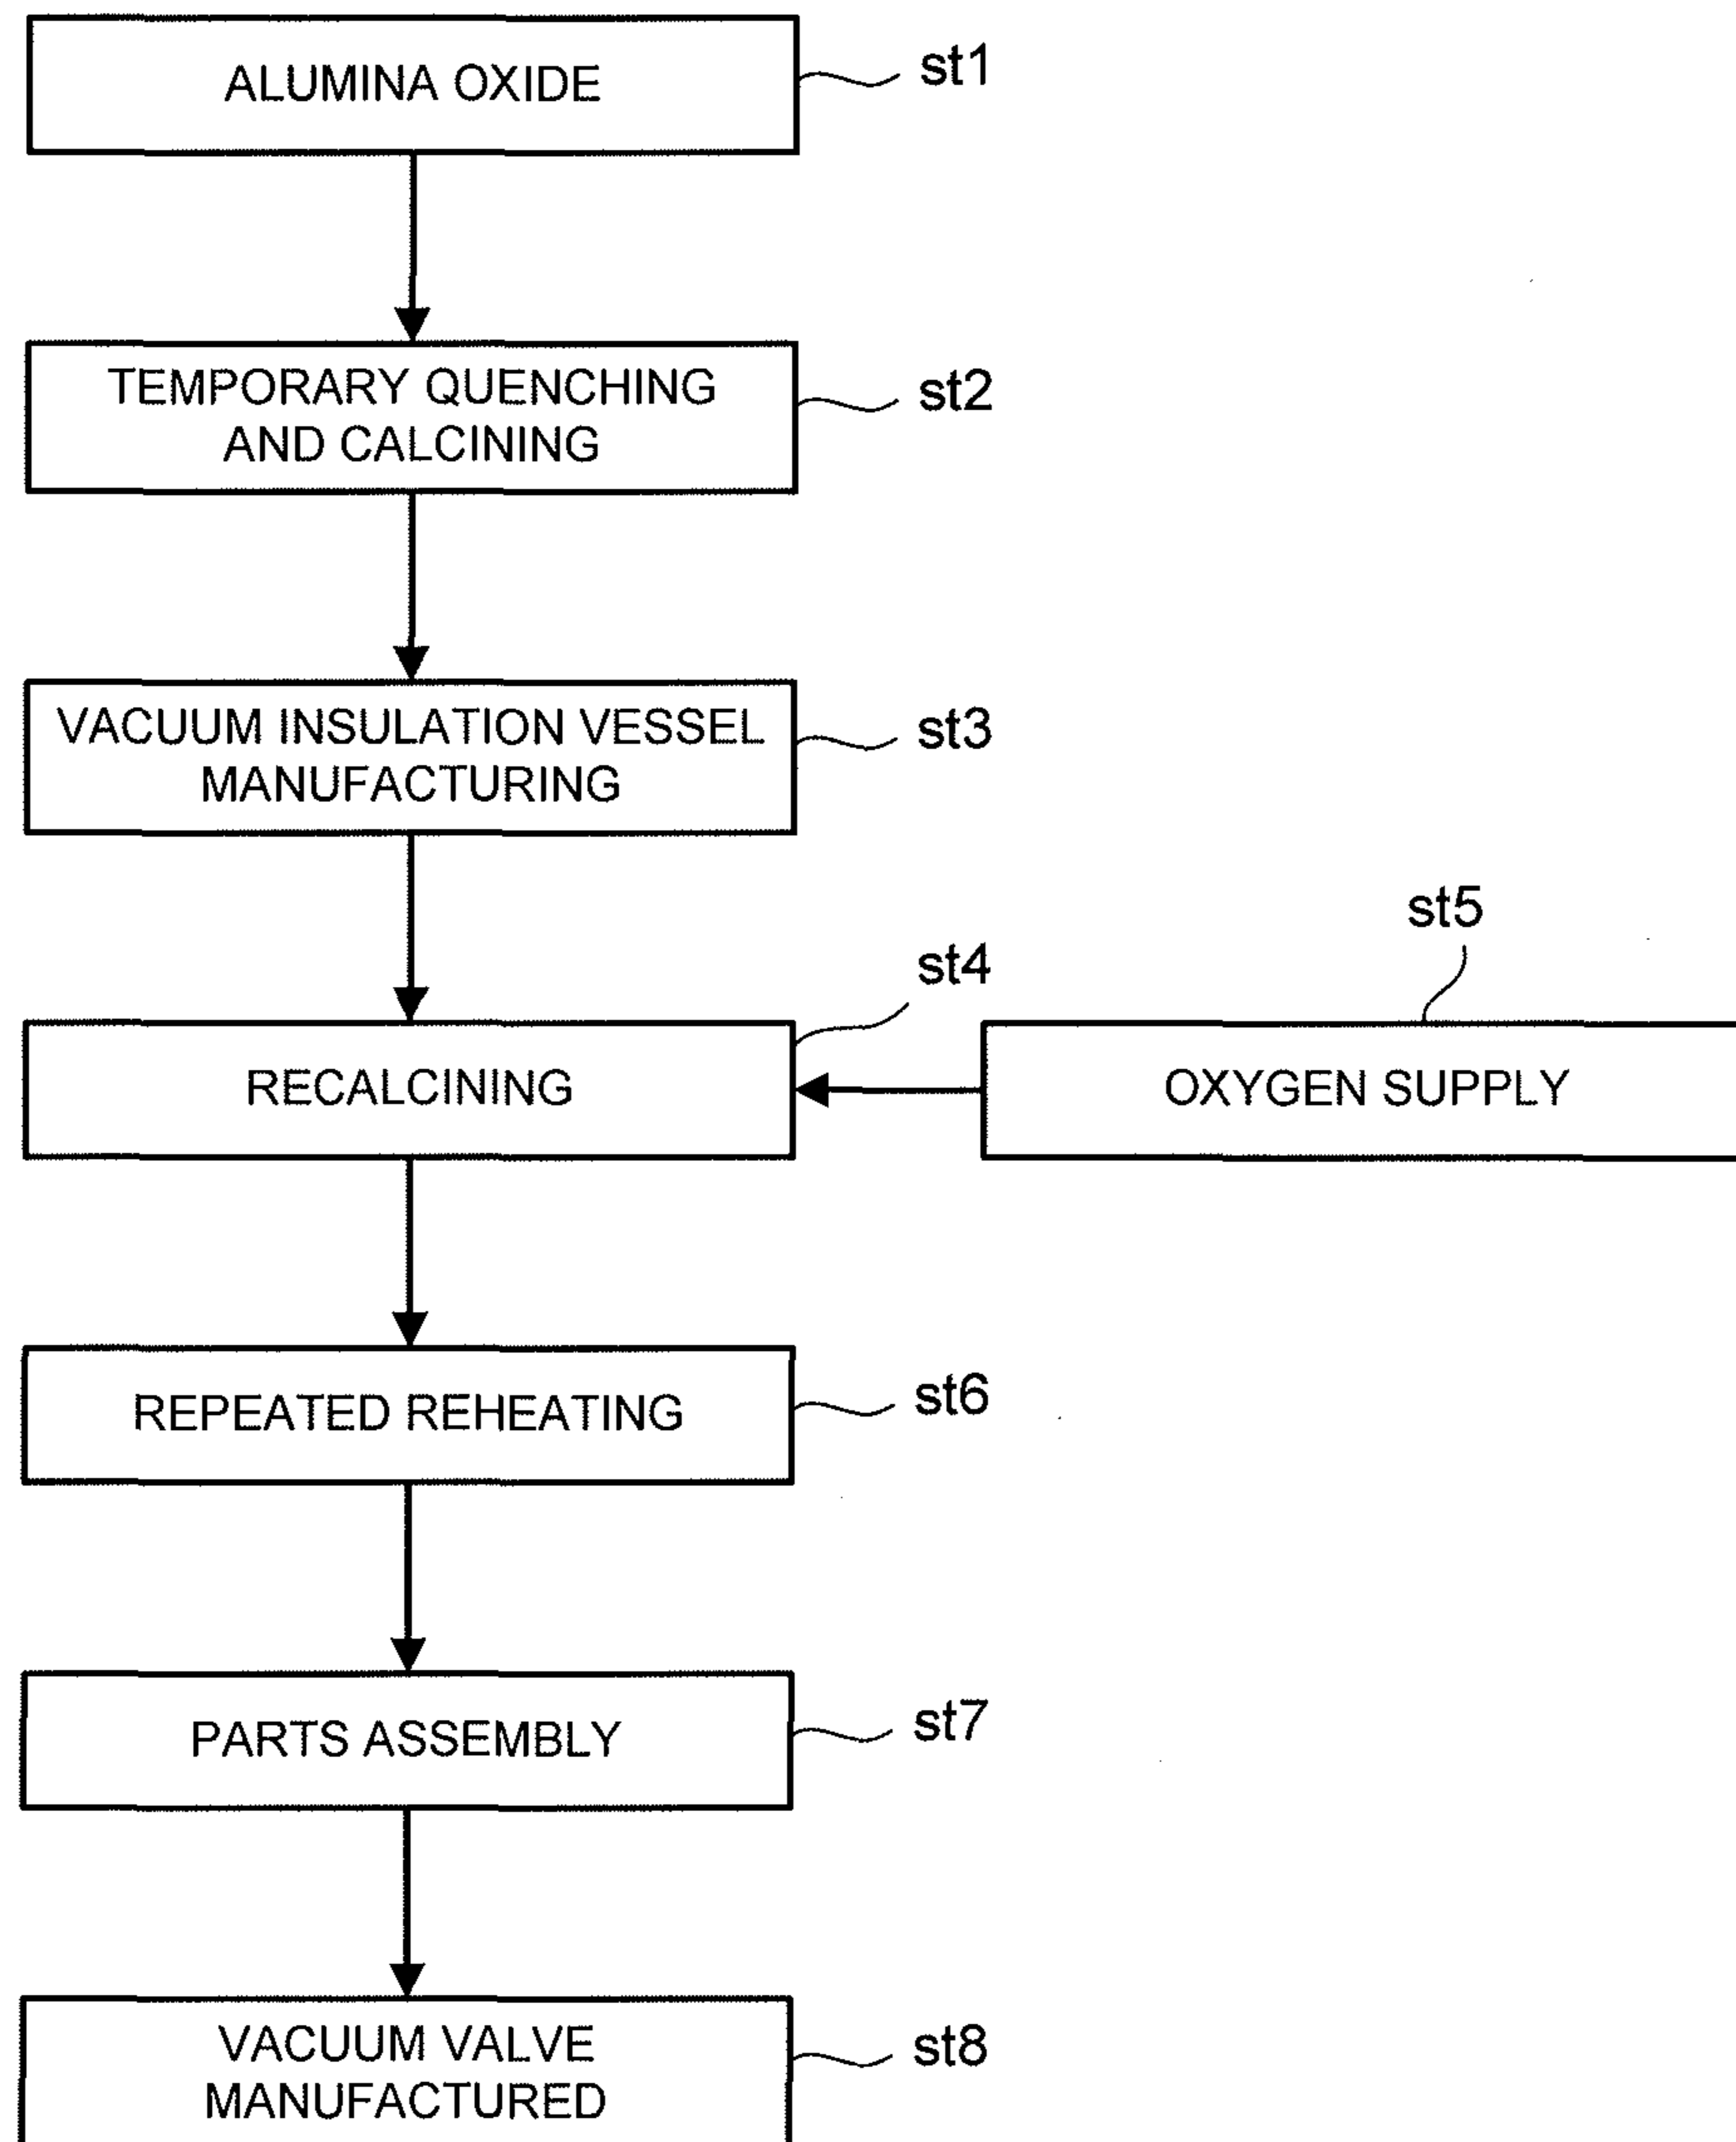 ALUMINA OXIDE
st1
TEMPORARY QUENCHING
AND CALCINING
st2
VACUUM INSULATION VESSEL
MANUFACTURING
st3
st5
st4
RECALCINING
OXYGEN SUPPLY
REPEATED REHEATING
st6
PARTS ASSEMBLY
st7
VACUUM VALVE
MANUFACTURED
st8